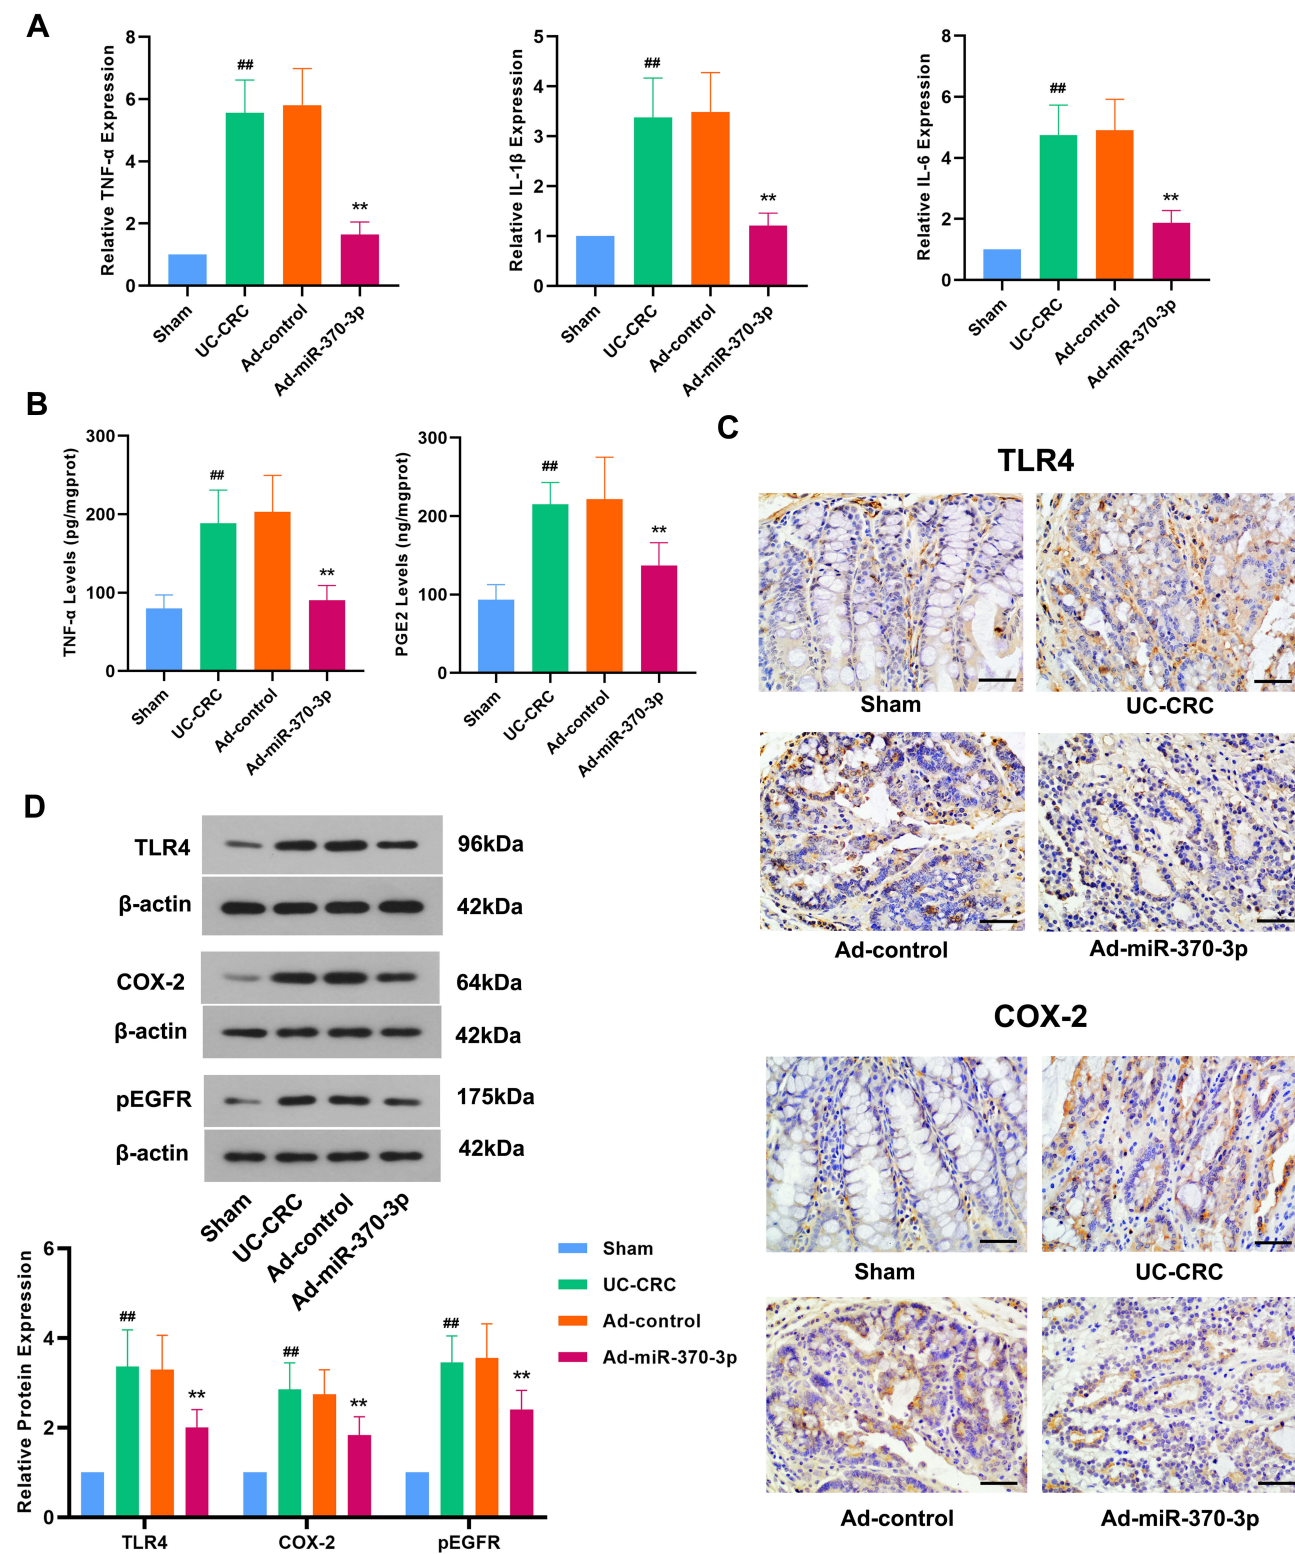 A
Relative TNF-α Expression
8
6
4
2
0
##
**
Sham
UC-CRC
Ad-control
Ad-miR-370-3p
Relative IL-1β Expression
5
4
3
2
1
0
##
**
Sham
UC-CRC
Ad-control
Ad-miR-370-3p
Relative IL-6 Expression
8
6
4
2
0
##
**
Sham
UC-CRC
Ad-control
Ad-miR-370-3p
B
TNF-α Levels (pg/mgprot)
300
200
100
0
##
**
Sham
UC-CRC
Ad-control
Ad-miR-370-3p
PGE2 Levels (ng/mgprot)
300
200
100
0
##
**
Sham
UC-CRC
Ad-control
Ad-miR-370-3p
C
TLR4
Sham
UC-CRC
Ad-control
Ad-miR-370-3p
COX-2
Sham
UC-CRC
Ad-control
Ad-miR-370-3p
D
TLR4 96kDa
β-actin 42kDa
COX-2 64kDa
β-actin 42kDa
pEGFR 175kDa
β-actin 42kDa
Sham
UC-CRC
Ad-control
Ad-miR-370-3p
Relative Protein Expression
6
4
2
0
##
**
##
**
##
**
TLR4
COX-2
pEGFR
Sham
UC-CRC
Ad-control
Ad-miR-370-3p